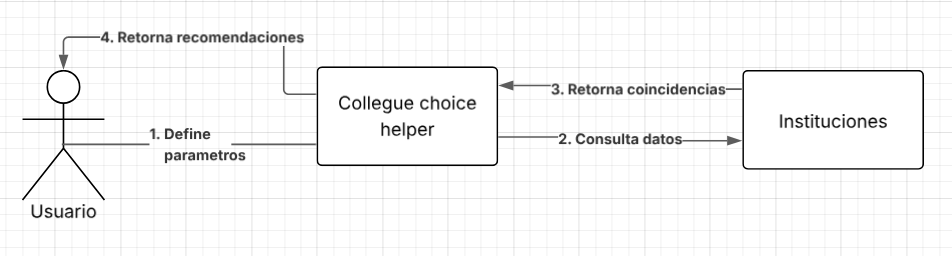 4. Retorna recomendaciones
Collegue choice
helper
3. Retorna coincidencias
Instituciones
1. Define
parametros
2. Consulta datos
Usuario